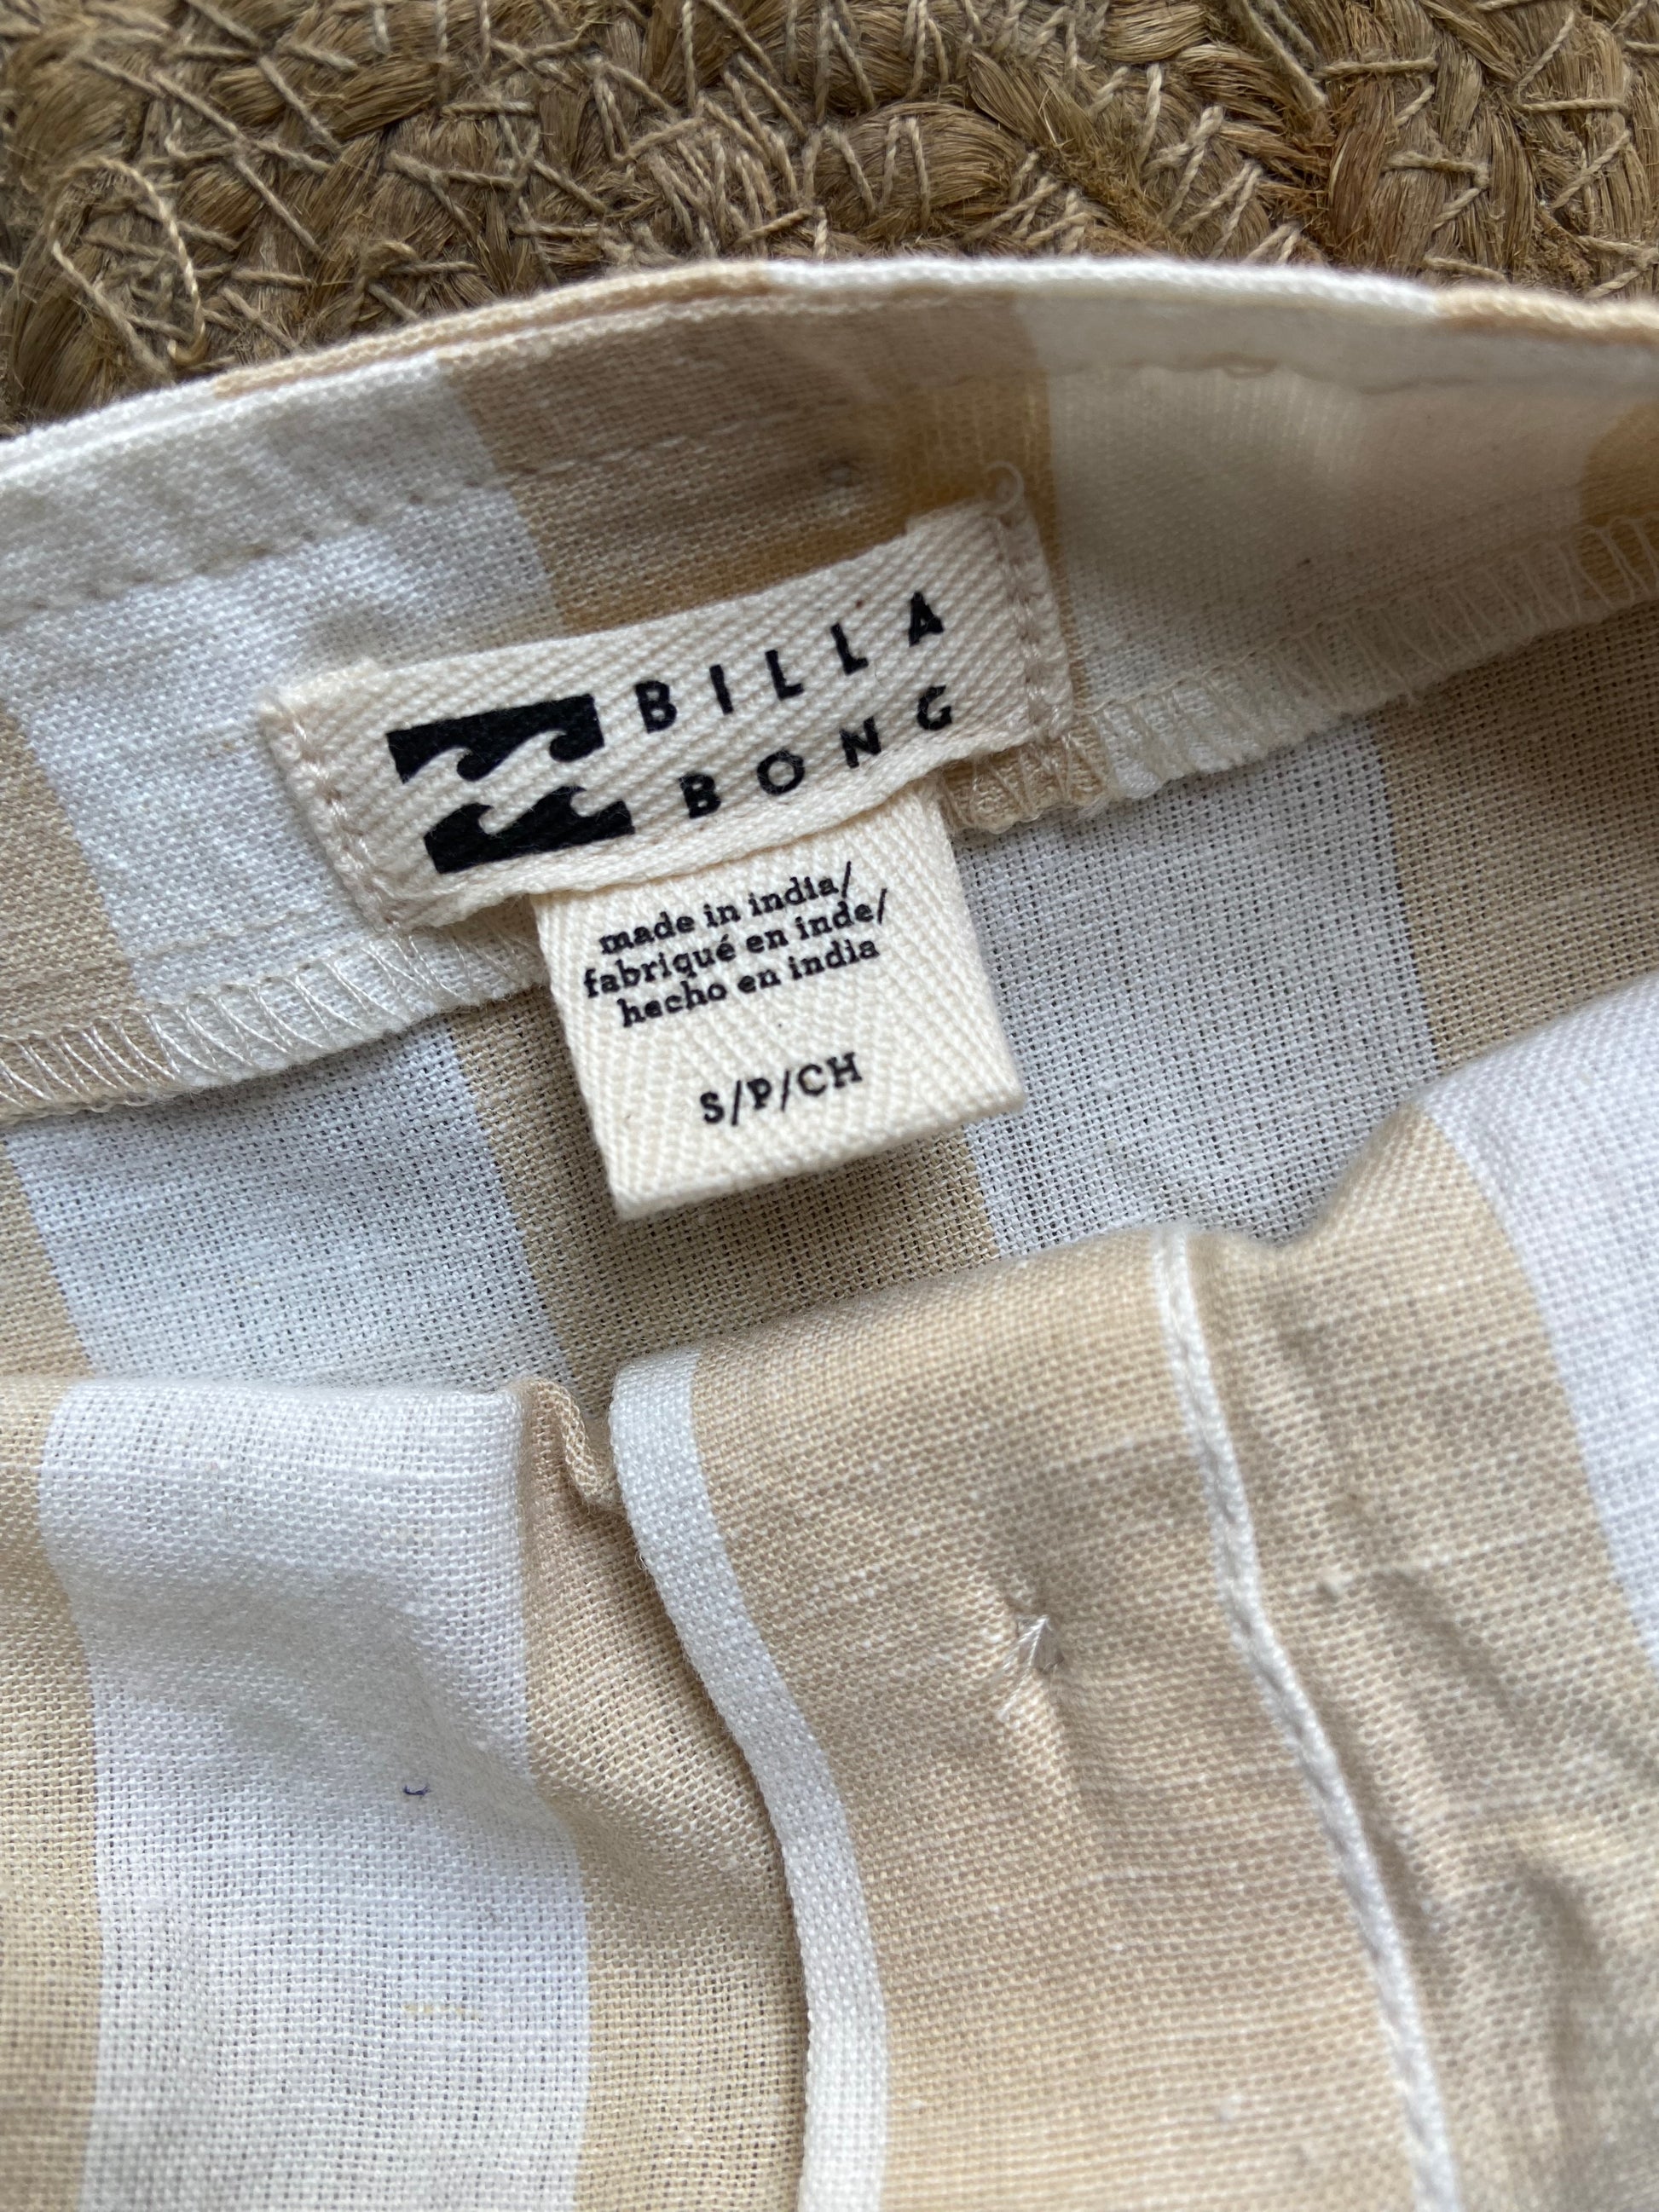 BILLA
BONG
made in india/
fabriqué en inde/
hecho en india
S/P/CH